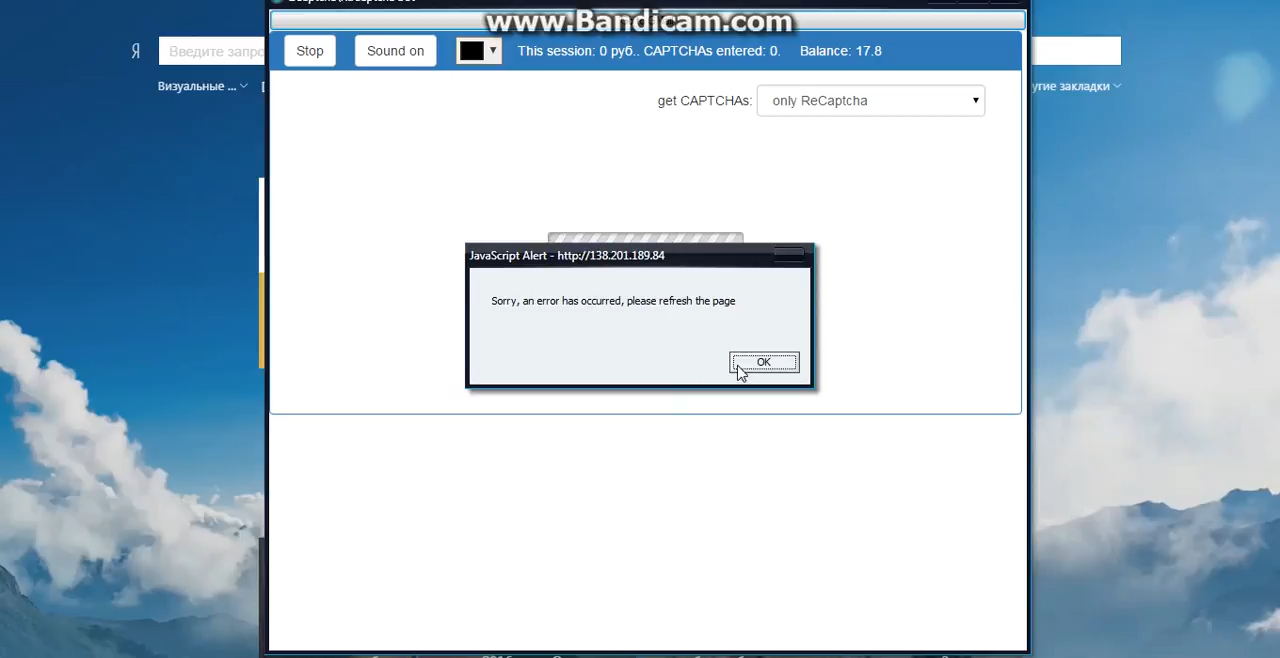 www.Bandicam.com
Я
Введите запро
Визуальные ...
Stop
Sound on
This session: 0 руб.. CAPTCHAs entered: 0.
Balance: 17.8
угие закладки
get CAPTCHAs:
only ReCaptcha
JavaScript Alert - http://138.201.189.84
Sorry, an error has occurred, please refresh the page
OK